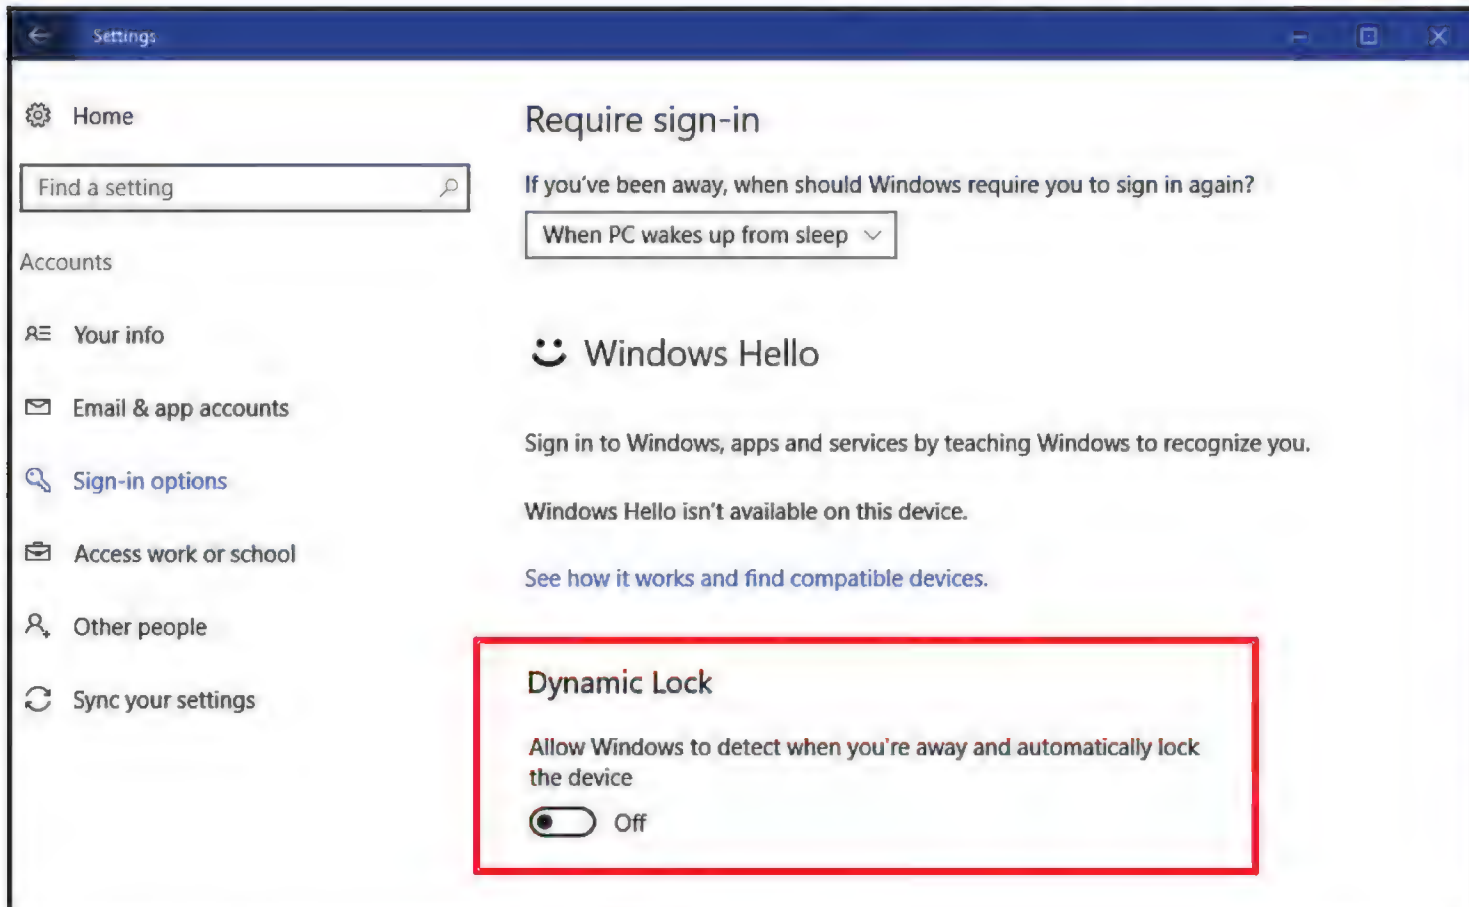 Settings
Home
Find a setting
Accounts
Your info
Email & app accounts
Sign-in options
Access work or school
Other people
Sync your settings
Require sign-in
If you've been away, when should Windows require you to sign in again?
When PC wakes up from sleep
Windows Hello
Sign in to Windows, apps and services by teaching Windows to recognize you.
Windows Hello isn't available on this device.
See how it works and find compatible devices.
Dynamic Lock
Allow Windows to detect when you're away and automatically lock
the device
Off